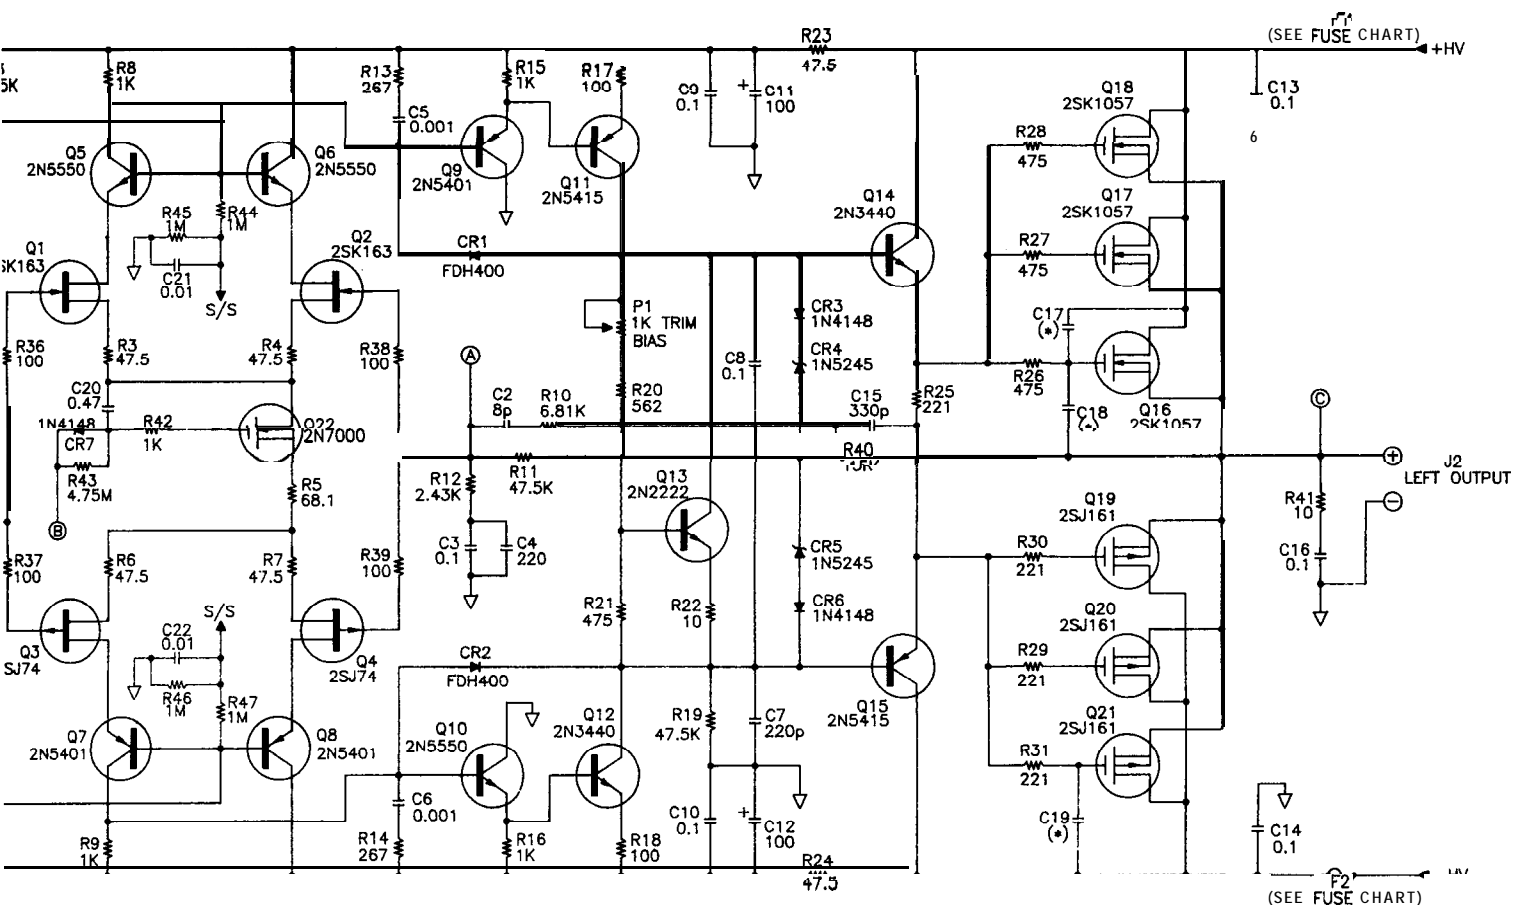 (SEE FUSE CHART)
+HV
R23
47.5
5K
R8
1K
R13
267
C5
0.001
R15
1K
R17
100
0.1
C11
100
Q18
2SK1057
C13
0.1
6
Q5
2N5550
Q6
2N5550
Q9
2N5401
Q11
2N5415
R28
475
Q14
2N3440
Q17
2SK1057
R45
1M
R44
1M
C21
0.01
S/S
Q1
SK163
Q2
2SK163
CR1
FDH400
R27
475
P1
1K TRIM
BIAS
CR3
1N4148
CR4
1N5245
C17
(*)
R36
100
R3
47.5
R4
47.5
R38
100
A
C8
0.1
R26
475
C20
0.47
C2
8p
R10
6.81K
R20
562
C15
330p
R25
221
C18
Q16
2SK1057
C
1N4148
CR7
R42
1K
Q22
2N7000
R43
4.75M
R5
68.1
R12
2.43K
R11
47.5K
Q13
2N2222
R40
+
J2
LEFT OUTPUT
−
B
C3
0.1
C4
220
CR5
1N5245
Q19
2SJ161
R30
221
R41
10
C16
0.1
R37
100
R6
47.5
R7
47.5
R39
100
R21
475
R22
10
CR6
1N4148
Q20
2SJ161
S/S
C22
0.01
Q3
SJ74
Q4
2SJ74
CR2
FDH400
R29
221
R46
1M
R47
1M
Q7
2N5401
Q8
2N5401
Q10
2N5550
Q12
2N3440
R19
47.5K
C7
220p
Q15
2N5415
Q21
2SJ161
R31
221
C6
0.001
C10
0.1
+
C12
100
C19
(*)
C14
0.1
R9
1K
R14
267
R16
1K
R18
100
R24
47.5
F2
(SEE FUSE CHART)